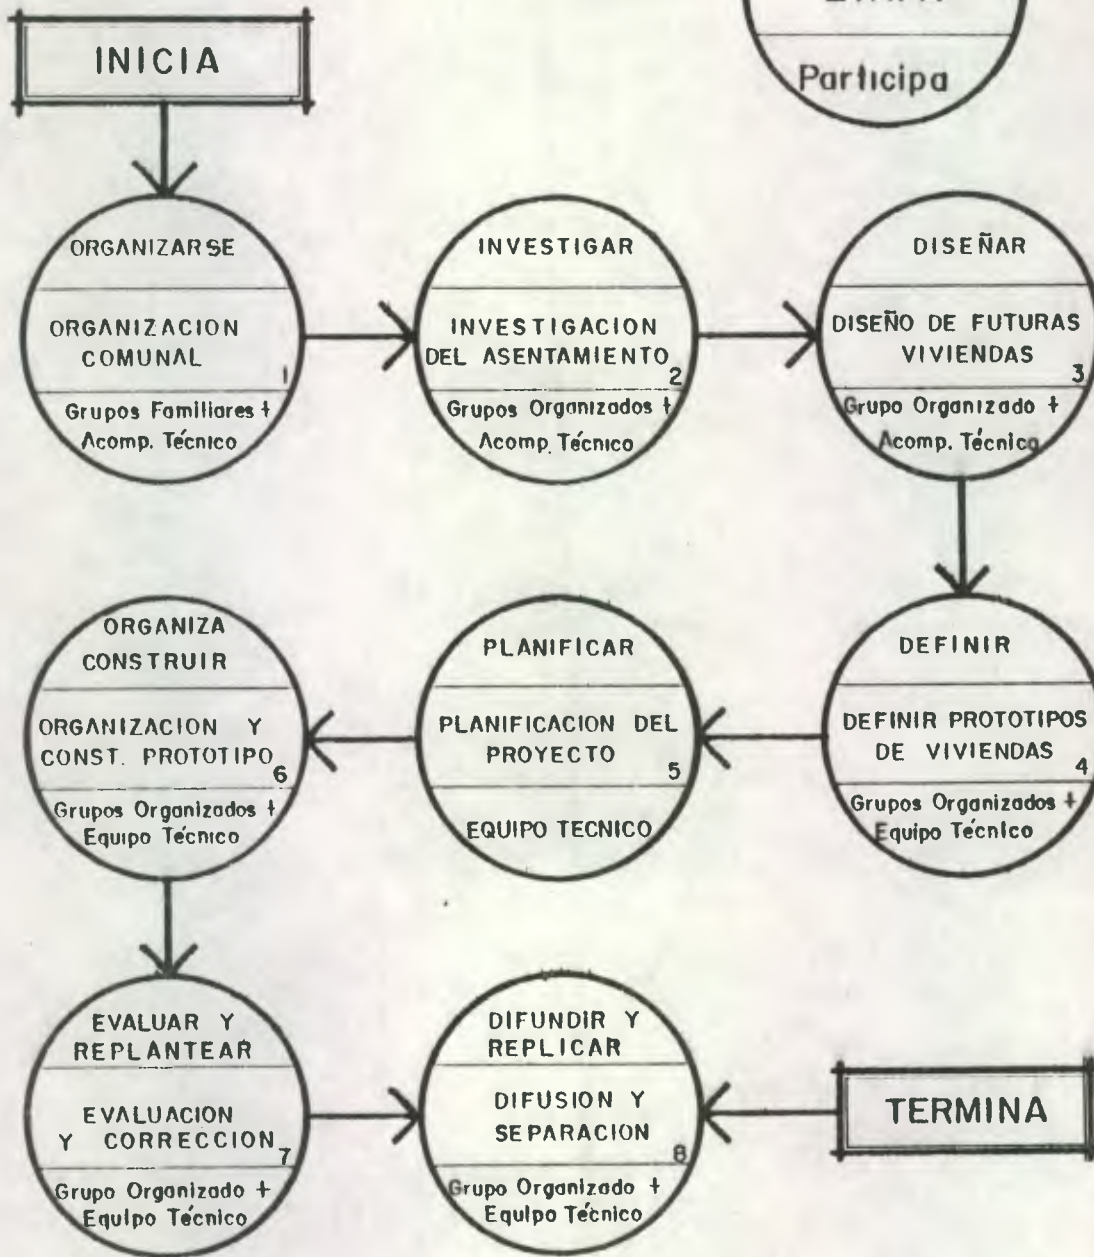 Participa
INICIA
ORGANIZARSE
ORGANIZACION
COMUNAL
1
Grupos Familiares +
Acomp. Técnico
INVESTIGAR
INVESTIGACION
DEL ASENTAMIENTO
2
Grupos Organizados +
Acomp. Técnico
DISEÑAR
DISEÑO DE FUTURAS
VIVIENDAS
3
Grupo Organizado +
Acomp. Técnico
DEFINIR
DEFINIR PROTOTIPOS
DE VIVIENDAS
4
Grupos Organizados +
Equipo Técnico
PLANIFICAR
PLANIFICACION DEL
PROYECTO
5
EQUIPO TECNICO
ORGANIZA
CONSTRUIR
ORGANIZACION Y
CONST. PROTOTIPO
6
Grupos Organizados +
Equipo Técnico
EVALUAR Y
REPLANTEAR
EVALUACION
Y CORRECCION
7
Grupo Organizado +
Equipo Técnico
DIFUNDIR Y
REPLICAR
DIFUSION Y
SEPARACION
8
Grupo Organizado +
Equipo Técnico
TERMINA